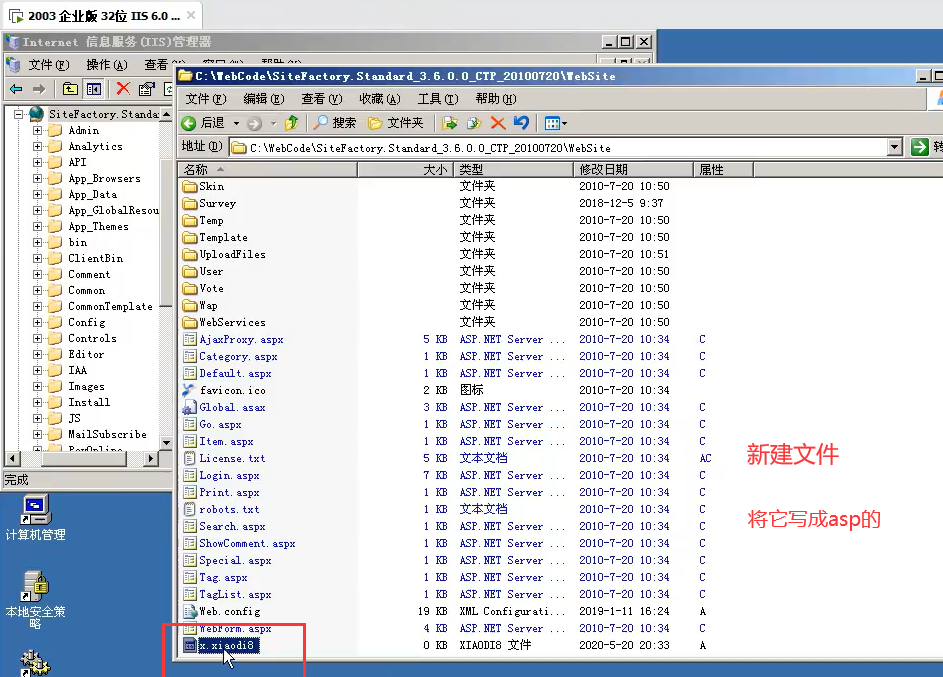 2003 企业版 32位 IIS 6.0 ...
Internet 信息服务(IIS)管理器
文件(F) 操作(A) 查看
C:\WebCode\SiteFactory.Standard_3.6.0.0_CTP_20100720\WebSite
文件(F) 编辑(E) 查看(V) 收藏(A) 工具(T) 帮助(H)
后退 搜索 文件夹
地址(D) C:\WebCode\SiteFactory.Standard_3.6.0.0_CTP_20100720\WebSite 转
SiteFactory.Standa
Admin
Analytics
API
App_Browsers
App_Data
App_GlobalResou
App_Themes
bin
ClientBin
Comment
Common
CommonTemplate
Config
Controls
Editor
IAA
Images
Install
JS
MailSubscribe
完成
名称 大小 类型 修改日期 属性
Skin 文件夹 2010-7-20 10:50
Survey 文件夹 2018-12-5 9:37
Temp 文件夹 2010-7-20 10:50
Template 文件夹 2010-7-20 10:50
UploadFiles 文件夹 2010-7-20 10:51
User 文件夹 2010-7-20 10:50
Vote 文件夹 2010-7-20 10:50
Wap 文件夹 2010-7-20 10:50
WebServices 文件夹 2010-7-20 10:50
AjaxProxy.aspx 5 KB ASP.NET Server ... 2010-7-20 10:34 C
Category.aspx 1 KB ASP.NET Server ... 2010-7-20 10:34 C
Default.aspx 1 KB ASP.NET Server ... 2010-7-20 10:34 C
favicon.ico 2 KB 图标 2010-7-20 10:34
Global.asax 3 KB ASP.NET Server ... 2010-7-20 10:34 C
Go.aspx 1 KB ASP.NET Server ... 2010-7-20 10:34 C
Item.aspx 1 KB ASP.NET Server ... 2010-7-20 10:34 C
License.txt 5 KB 文本文档 2010-7-20 10:34 AC
Login.aspx 7 KB ASP.NET Server ... 2010-7-20 10:34 C
Print.aspx 1 KB ASP.NET Server ... 2010-7-20 10:34 C
robots.txt 1 KB 文本文档 2010-7-20 10:34 C
Search.aspx 1 KB ASP.NET Server ... 2010-7-20 10:34 C
ShowComment.aspx 1 KB ASP.NET Server ... 2010-7-20 10:34 C
Special.aspx 1 KB ASP.NET Server ... 2010-7-20 10:34 C
Tag.aspx 1 KB ASP.NET Server ... 2010-7-20 10:34 C
TagList.aspx 1 KB ASP.NET Server ... 2010-7-20 10:34 C
Web.config 19 KB XML Configurati... 2019-1-11 16:24 A
WebForm.aspx 4 KB ASP.NET Server ... 2010-7-20 10:34 C
x.xiaodi8 0 KB XIAODI8 文件 2020-5-20 20:33 A
新建文件
将它写成asp的
计算机管理
本地安全策
略